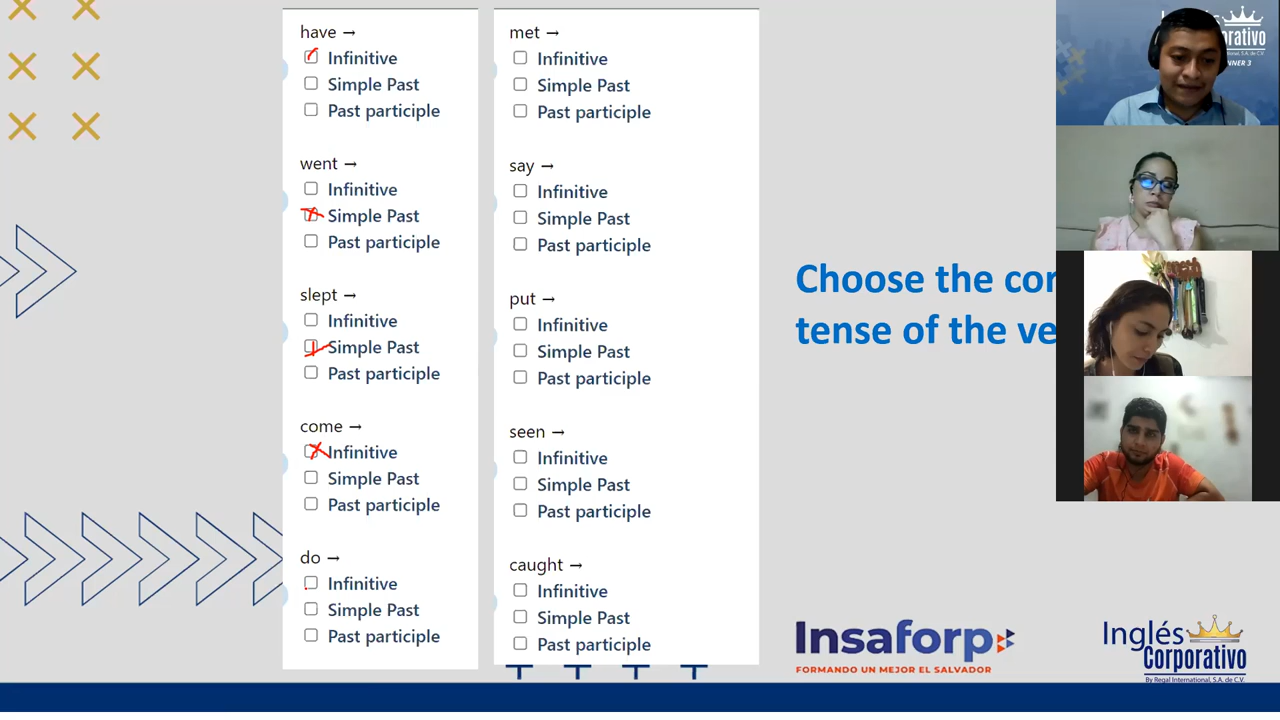 have →
Infinitive
Simple Past
Past participle
went →
Infinitive
Simple Past
Past participle
slept →
Infinitive
Simple Past
Past participle
come →
Infinitive
Simple Past
Past participle
do →
Infinitive
Simple Past
Past participle
met →
Infinitive
Simple Past
Past participle
say →
Infinitive
Simple Past
Past participle
put →
Infinitive
Simple Past
Past participle
seen →
Infinitive
Simple Past
Past participle
caught →
Infinitive
Simple Past
Past participle
Choose the cor
tense of the ve
Insaforp
FORMANDO UN MEJOR EL SALVADOR
Inglés
Corporativo
By Regal International, S.A. de C.V.